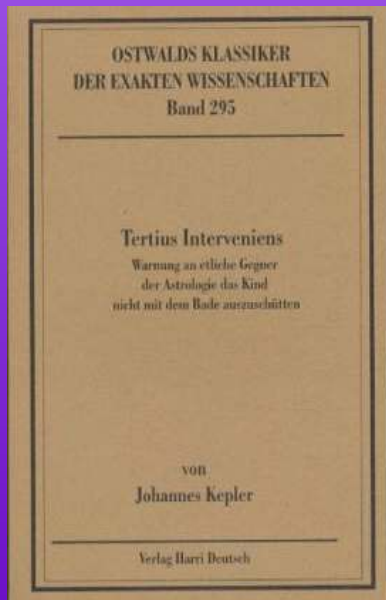 OSTWALDS KLASSIKER
DER EXAKTEN WISSENSCHAFTEN
Band 295
Tertius Interveniens
Warnung an etliche Gegner
der Astrologie das Kind
nicht mit dem Bade auszuschütten
von
Johannes Kepler
Verlag Harri Deutsch